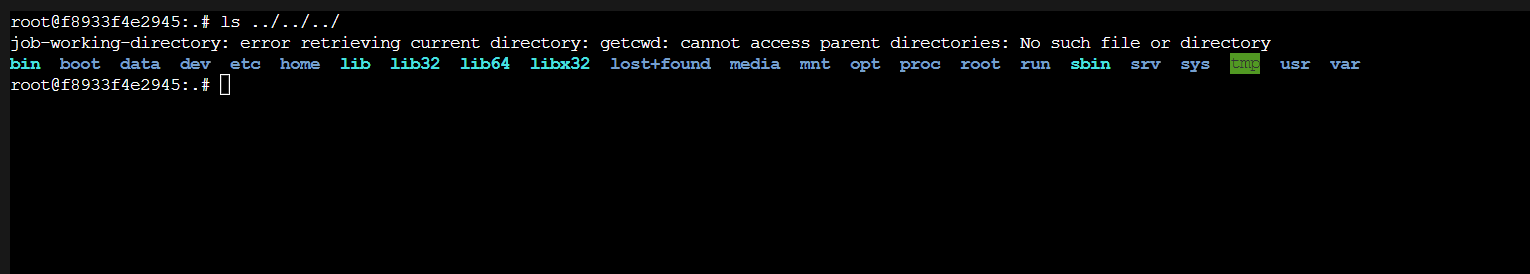 root@f8933f4e2945:.# ls ../../../
job-working-directory: error retrieving current directory: getcwd: cannot access parent directories: No such file or directory
bin  boot  data  dev  etc  home  lib  lib32  lib64  libx32  lost+found  media  mnt  opt  proc  root  run  sbin  srv  sys  tmp  usr  var
root@f8933f4e2945:.#